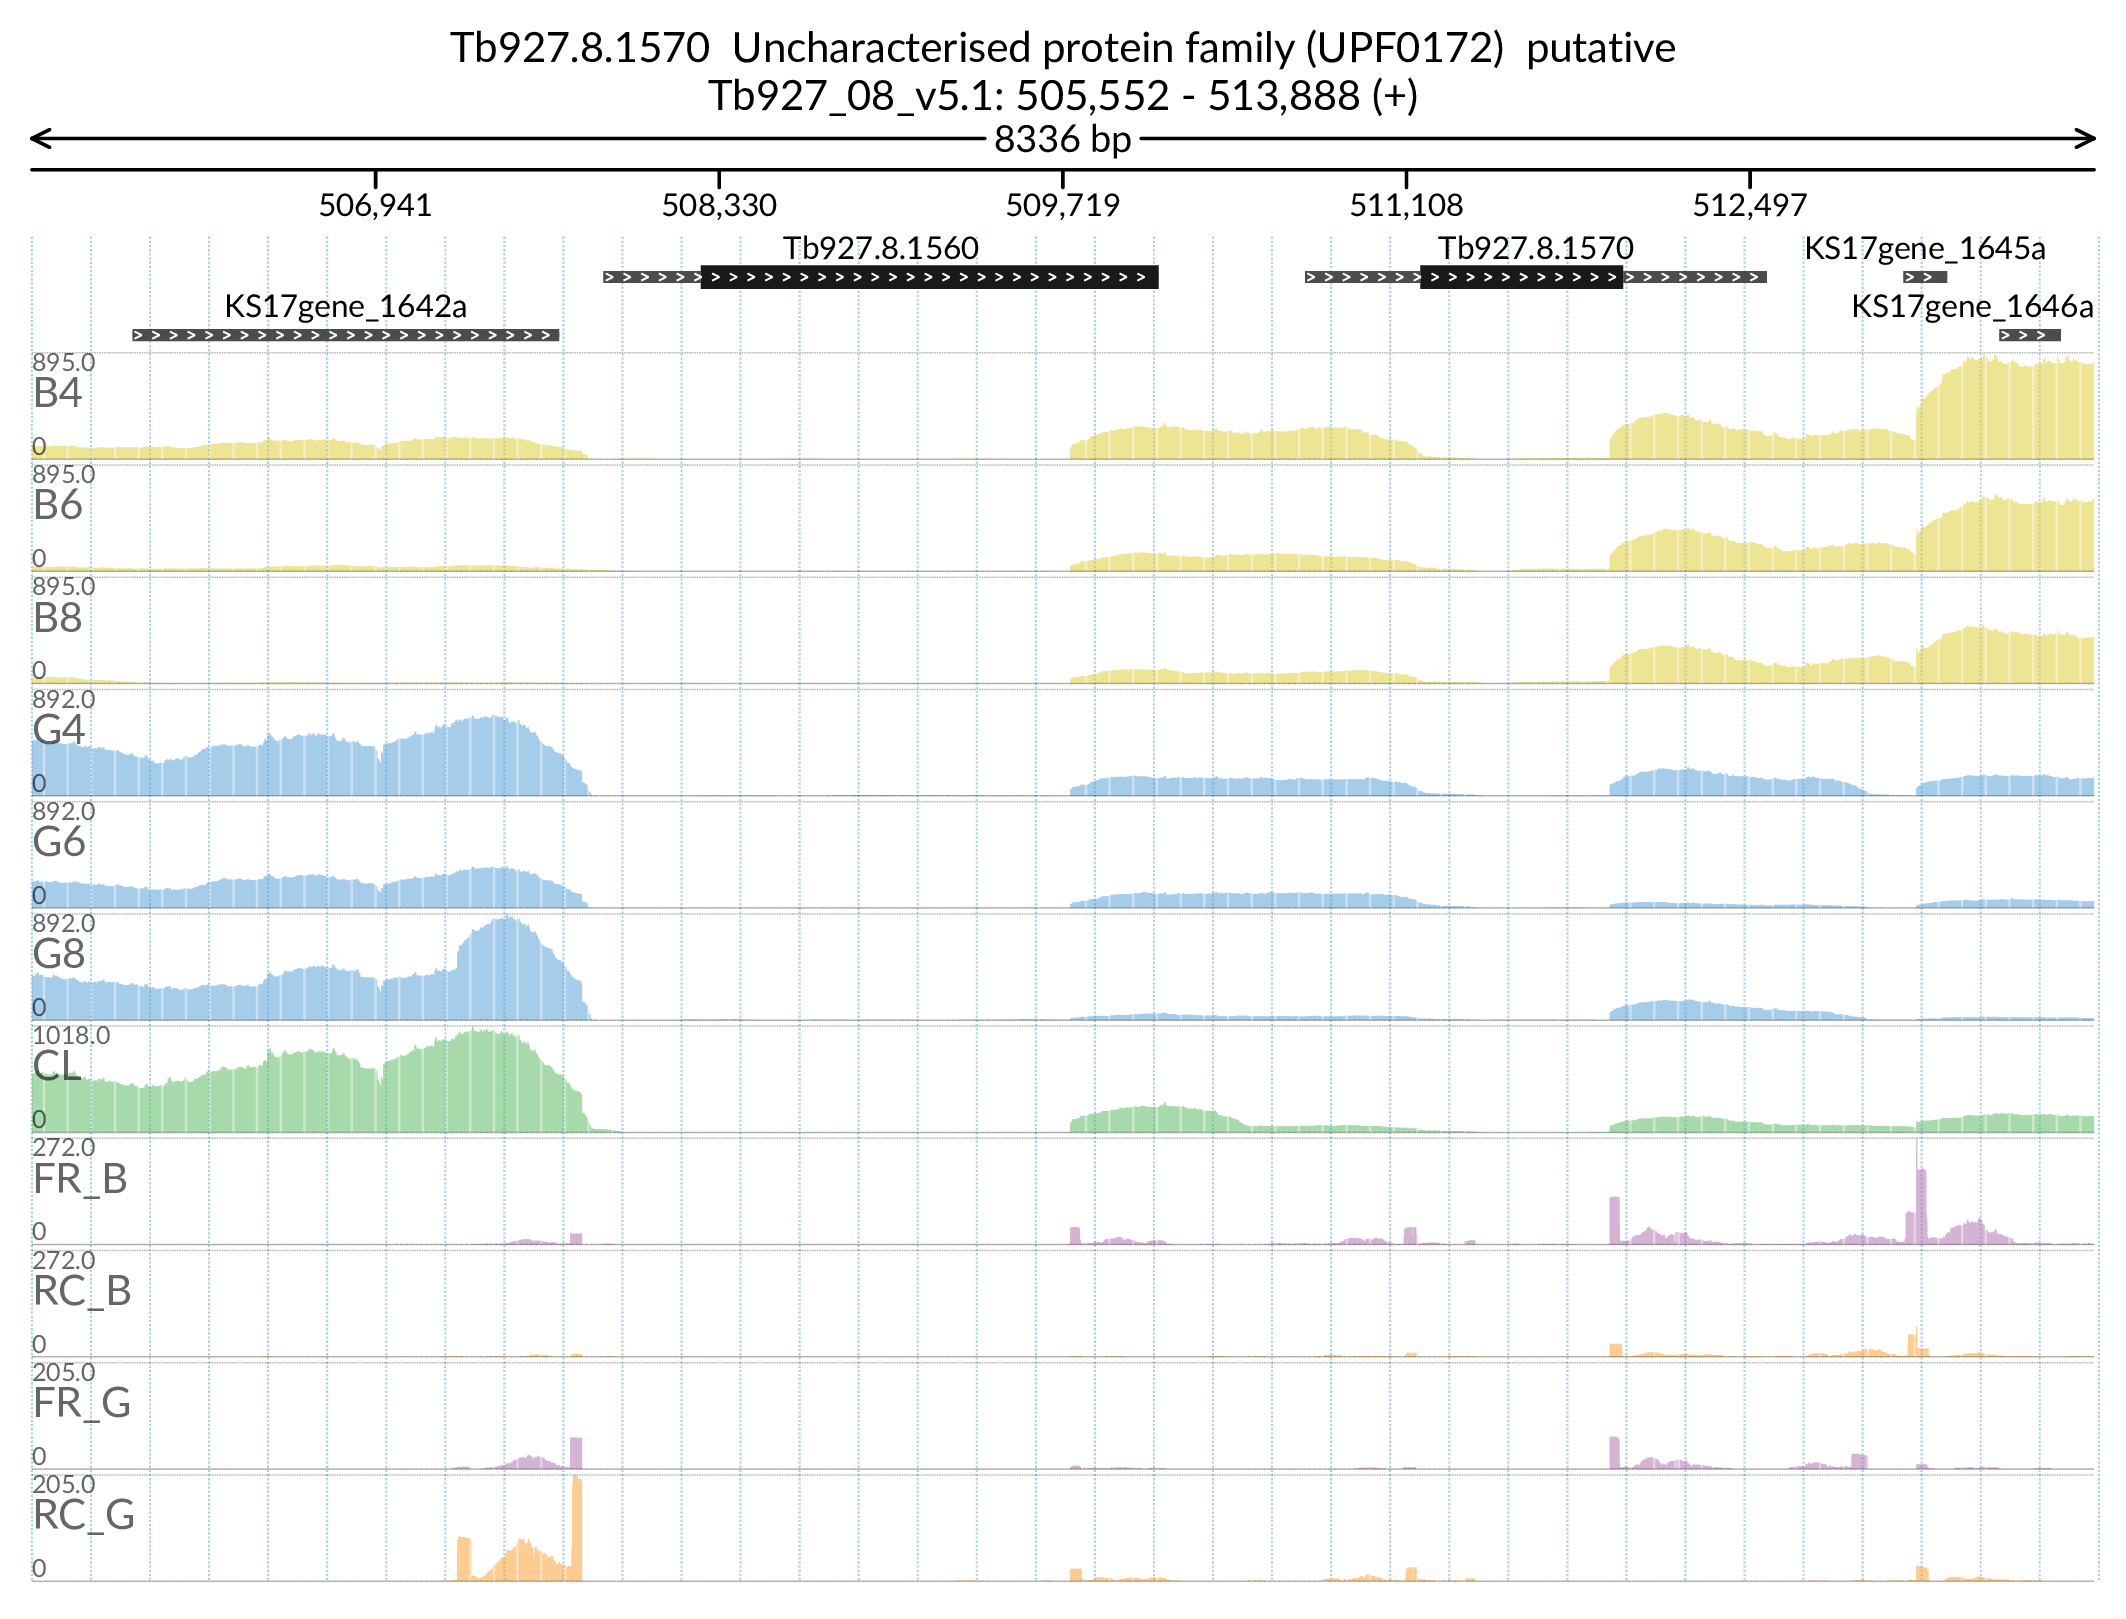 Tb927.8.1570  Uncharacterised protein family (UPF0172)  putative
Tb927_08_v5.1: 505,552 - 513,888 (+)
8336 bp
506,941 508,330 509,719 511,108 512,497
Tb927.8.1560 Tb927.8.1570 KS17gene_1645a
KS17gene_1642a KS17gene_1646a
895.0
B4
0
895.0
B6
0
895.0
B8
0
892.0
G4
0
892.0
G6
0
892.0
G8
0
1018.0
CL
0
272.0
FR_B
0
272.0
RC_B
0
205.0
FR_G
0
205.0
RC_G
0